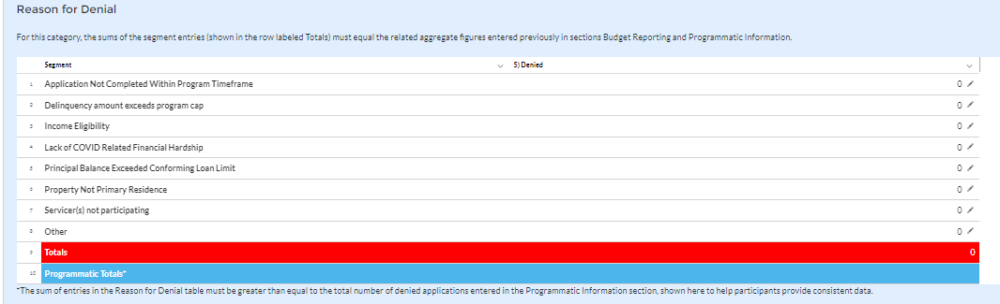 Reason for Denial
For this category, the sums of the segment entries (shown in the row labeled Totals) must equal the related aggregate figures entered previously in sections Budget Reporting and Programmatic Information.
Segment 5) Denied
1 Application Not Completed Within Program Timeframe 0
2 Delinquency amount exceeds program cap 0
3 Income Eligibility 0
4 Lack of COVID Related Financial Hardship 0
5 Principal Balance Exceeded Conforming Loan Limit 0
6 Property Not Primary Residence 0
7 Servicer(s) not participating 0
8 Other 0
9 Totals 0
10 Programmatic Totals*
*The sum of entries in the Reason for Denial table must be greater than equal to the total number of denied applications entered in the Programmatic Information section, shown here to help participants provide consistent data.